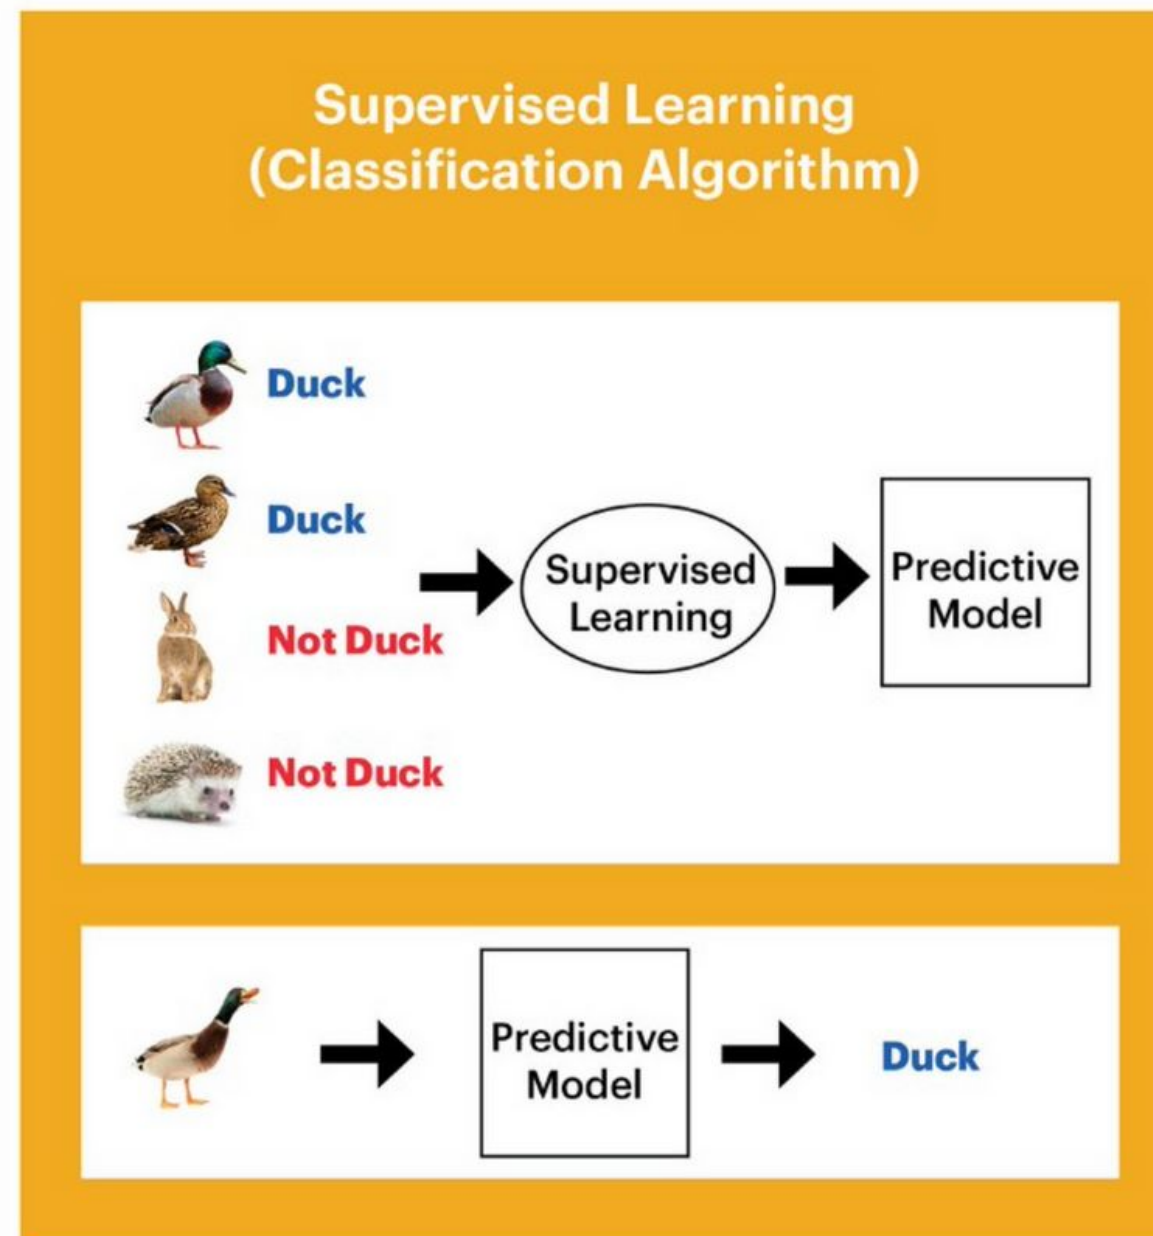 Supervised Learning
(Classification Algorithm)
Duck
Duck
Not Duck
Not Duck
Supervised
Learning
Predictive
Model
Predictive
Model
Duck